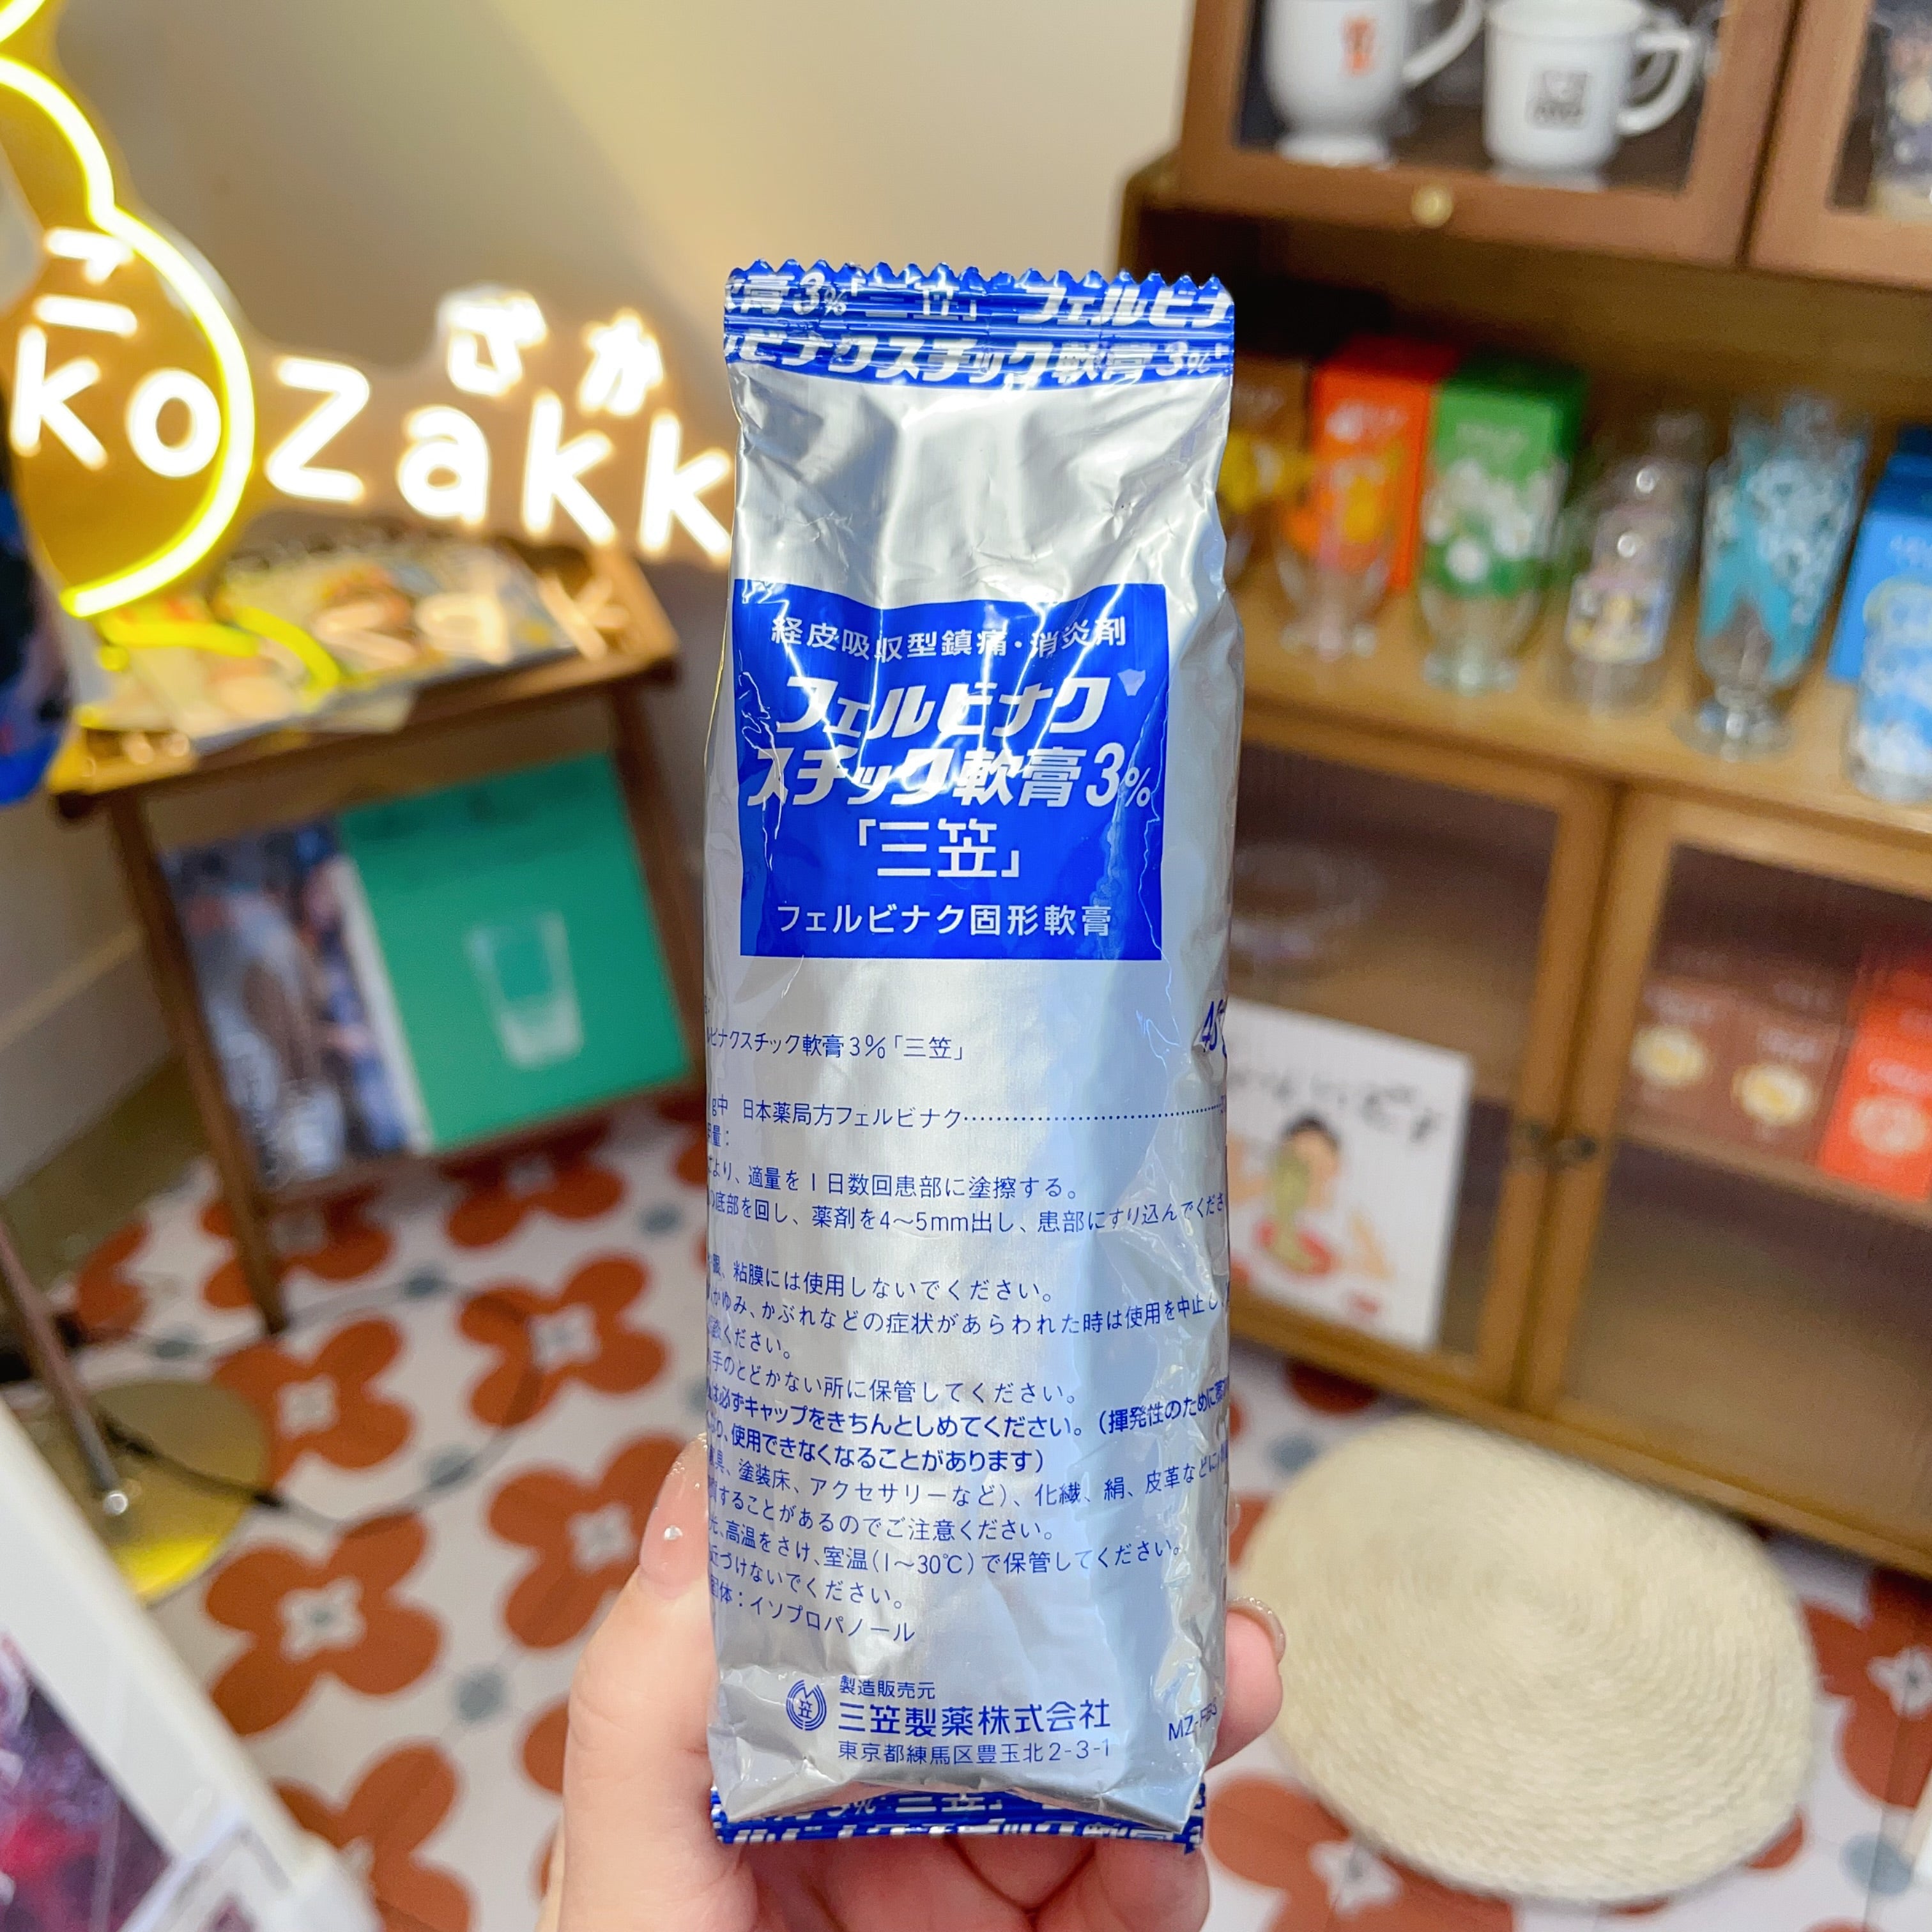 ニ
ko
ざか
zakk
軟膏3%「三笠」 フェルビナ
ルビナクスチック軟膏3%
経皮吸収型鎮痛・消炎剤
フェルビナク
スチック軟膏3%
「三笠」
フェルビナク固形軟膏
ビナクスチック軟膏3%「三笠」
g中 日本薬局方フェルビナク
量：
より、適量を1日数回患部に塗擦する。
底部を回し、薬剤を4〜5mm出し、患部にすり込んでくださ
眼、粘膜には使用しないでください。
かゆみ、かぶれなどの症状があらわれた時は使用を中止し
ください。
手のとどかない所に保管してください。
は必ずキャップをきちんとしめてください。（揮発性のために薬
り、使用できなくなることがあります）
具、塗装床、アクセサリーなど）、化繊、絹、皮革などに
することがあるのでご注意ください。
光、高温をさけ、室温（1〜30℃）で保管してください。
づけないでください。
体：イソプロパノール
製造販売元
三笠製薬株式会社
東京都練馬区豊玉北2-3-1